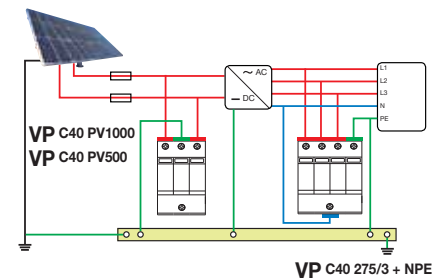 ~ AC
— DC
L1
L2
L3
N
PE
VP C40 PV1000
VP C40 PV500
VP C40 275/3 + NPE